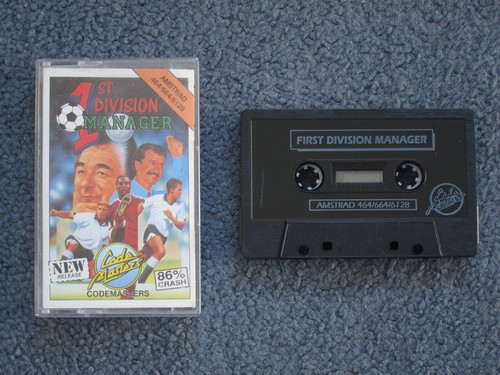 1ST
DIVISION
MANAGER
AMSTRAD
464/664/6128
NEW
RELEASE
Code
Masters
CODEMASTERS
86%
CRASH
FIRST DIVISION MANAGER
AMSTRAD 464/664/6128
Code
Masters